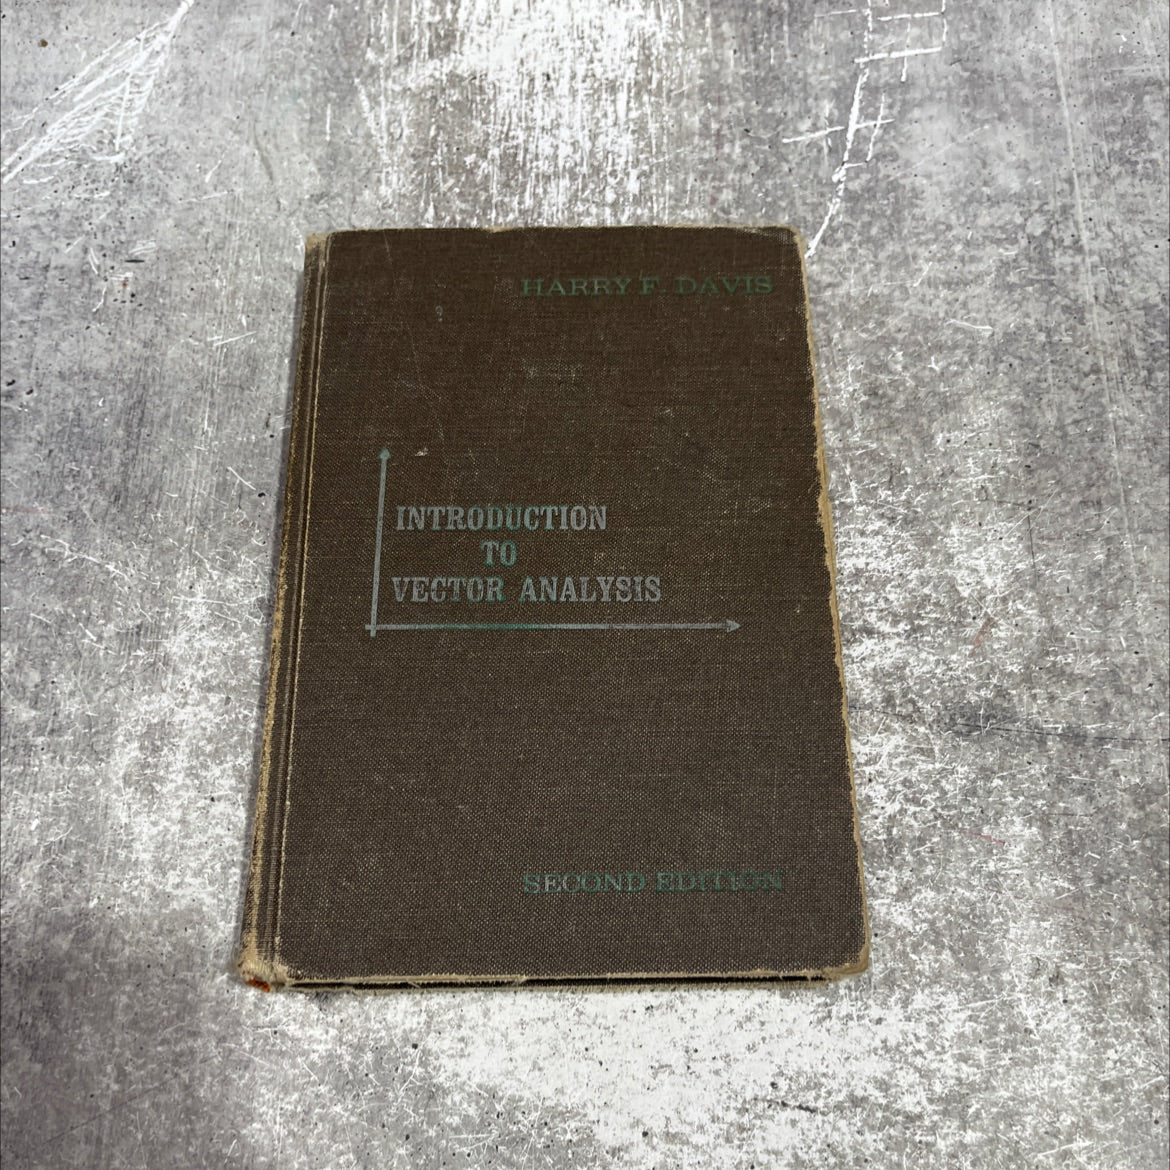 HARRY F. DAVIS
INTRODUCTION
TO
VECTOR ANALYSIS
SECOND EDITION